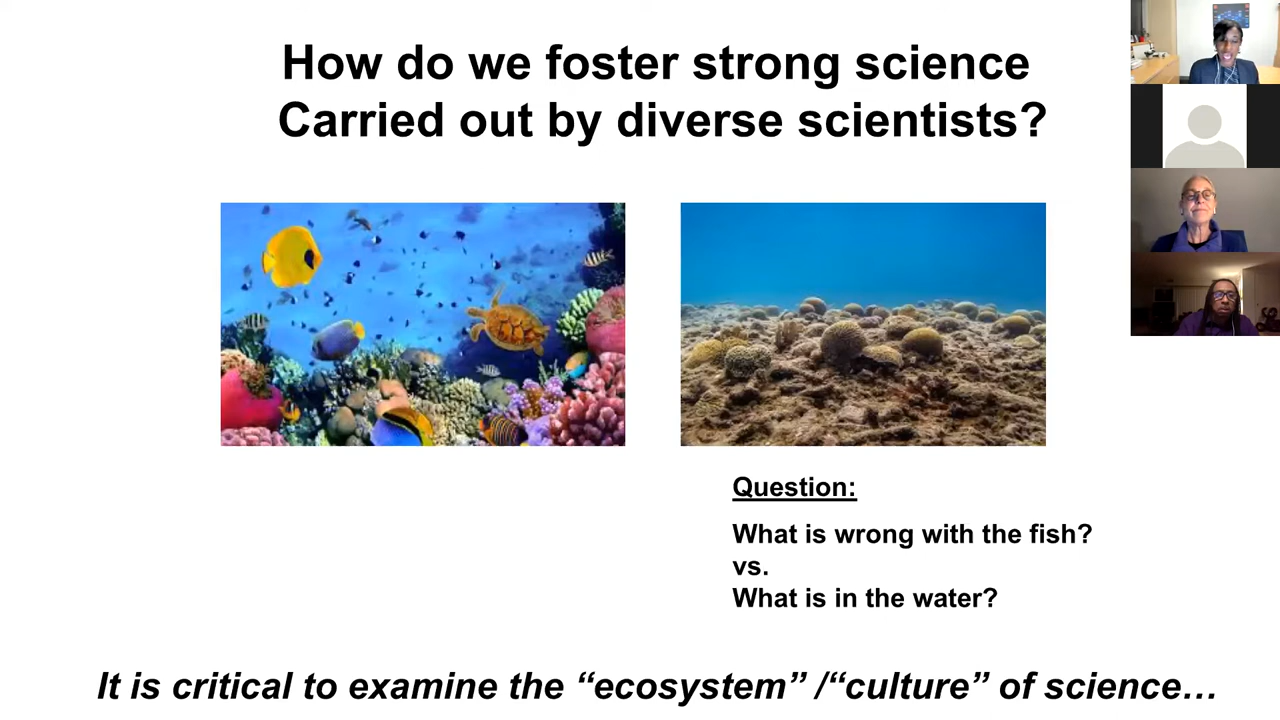 How do we foster strong science
Carried out by diverse scientists?
Question:
What is wrong with the fish?
vs.
What is in the water?
It is critical to examine the “ecosystem” /“culture” of science…